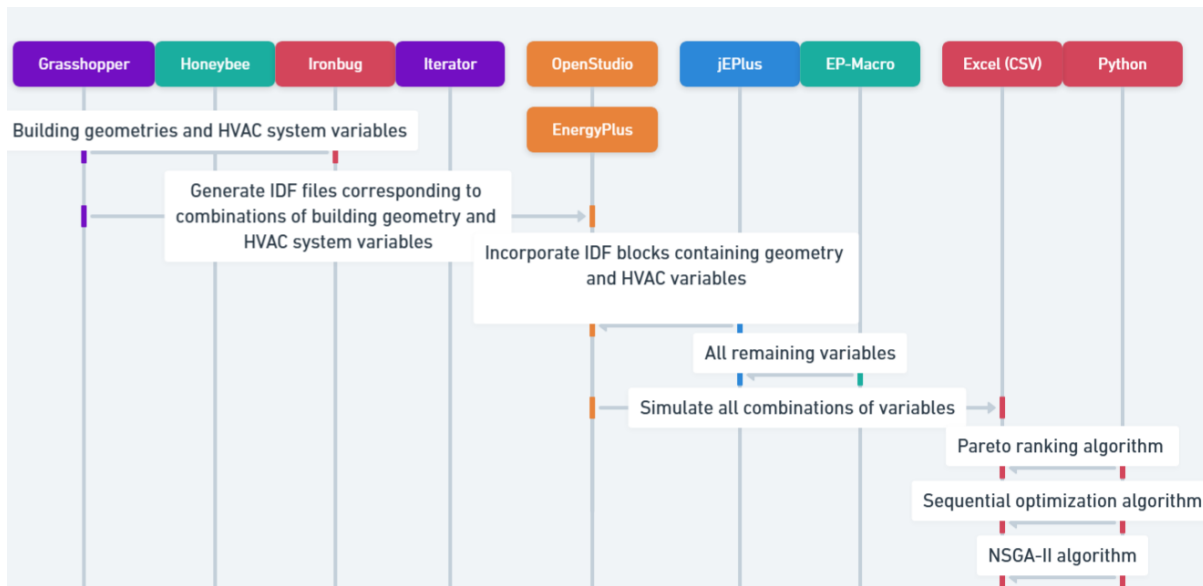 Grasshopper
Honeybee
Ironbug
Iterator
OpenStudio
jEPlus
EP-Macro
Excel (CSV)
Python
EnergyPlus
Building geometries and HVAC system variables
Generate IDF files corresponding to
combinations of building geometry and
HVAC system variables
Incorporate IDF blocks containing geometry
and HVAC variables
All remaining variables
Simulate all combinations of variables
Pareto ranking algorithm
Sequential optimization algorithm
NSGA-II algorithm